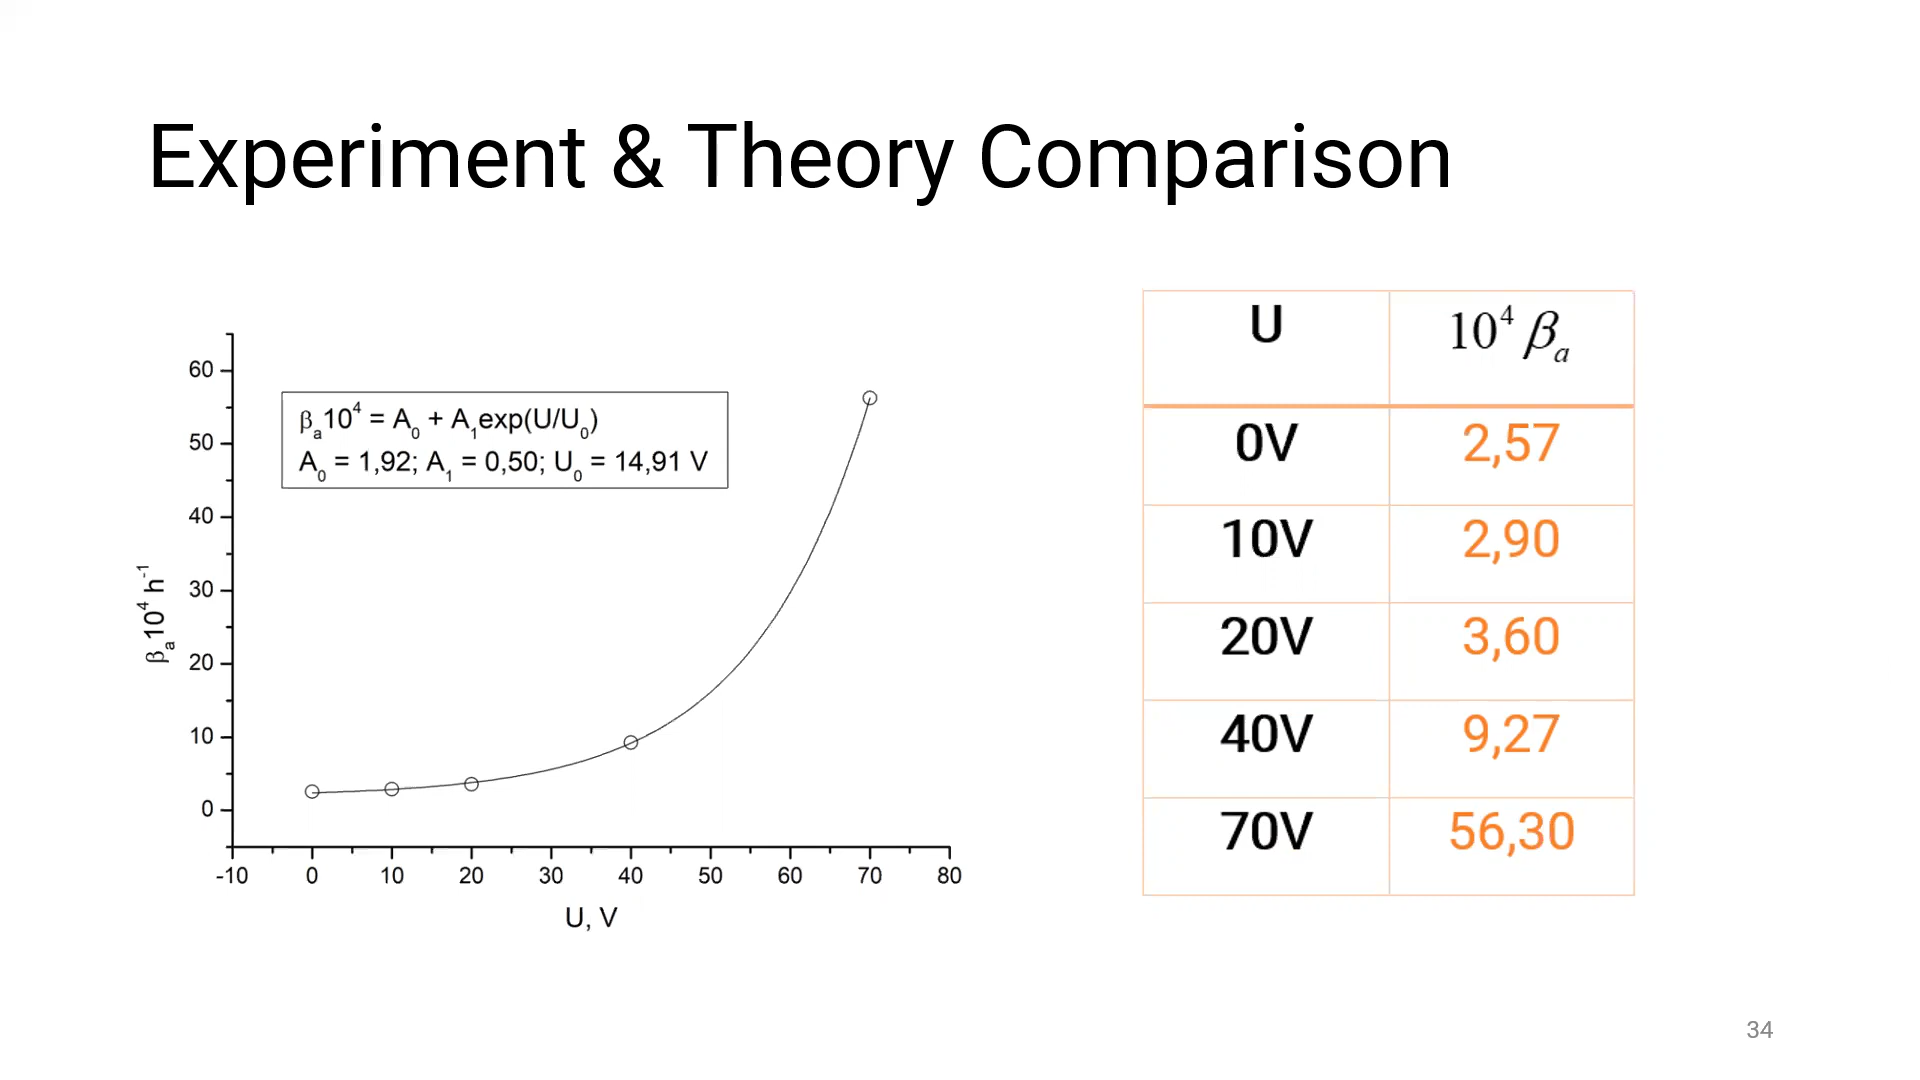 Experiment & Theory Comparison
βₐ10⁴ = A₀ + A₁exp(U/U₀)
A₀ = 1,92; A₁ = 0,50; U₀ = 14,91 V
βₐ10⁴ h⁻¹
60
50
40
30
20
10
0
-10 0 10 20 30 40 50 60 70 80
U, V
U 10⁴ βₐ
0V 2,57
10V 2,90
20V 3,60
40V 9,27
70V 56,30
34